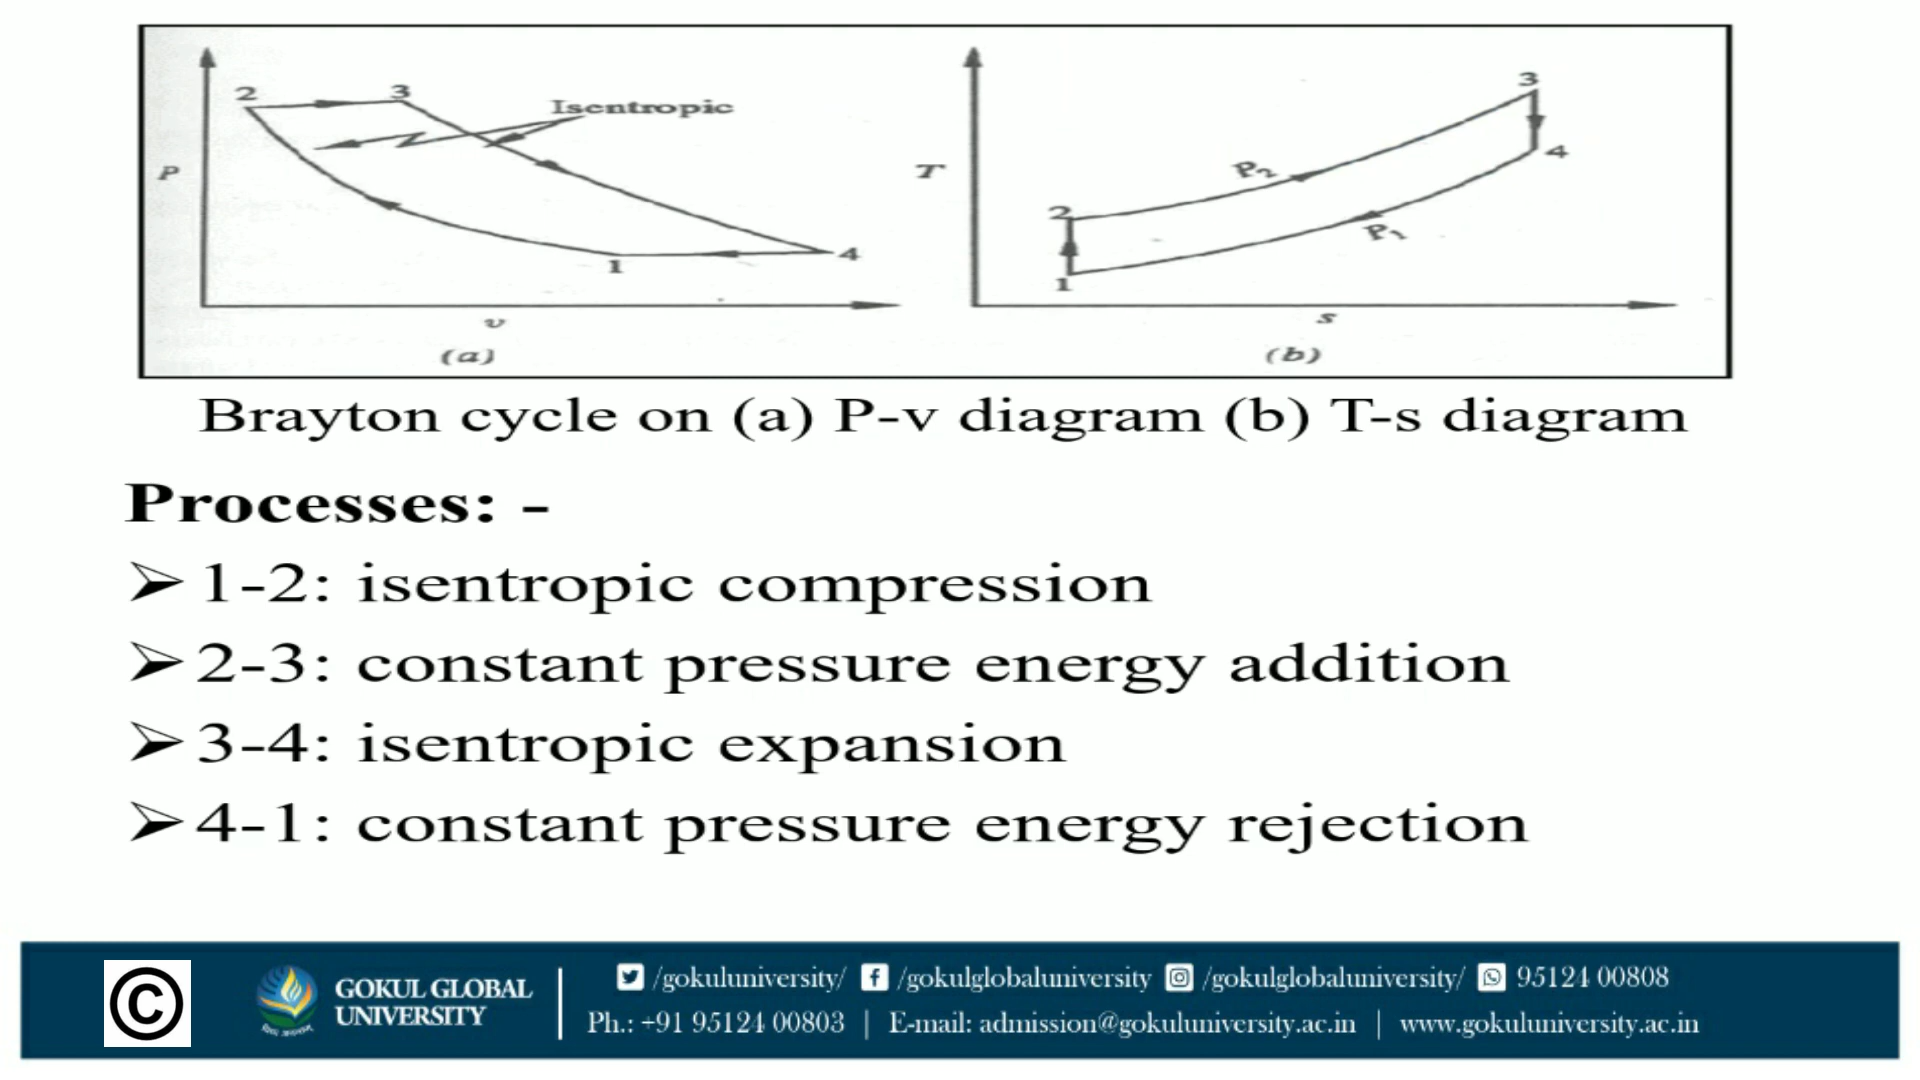 2
3
Isentropic
P
1
4
v
(a)
T
P2
3
4
2
P1
1
s
(b)
Brayton cycle on (a) P-v diagram (b) T-s diagram
Processes: -
➢ 1-2: isentropic compression
➢ 2-3: constant pressure energy addition
➢ 3-4: isentropic expansion
➢ 4-1: constant pressure energy rejection
©
GOKUL GLOBAL
UNIVERSITY
/gokuluniversity/ /gokulglobaluniversity /gokulglobaluniversity/ 95124 00808
Ph.: +91 95124 00803 | E-mail: admission@gokuluniversity.ac.in | www.gokuluniversity.ac.in